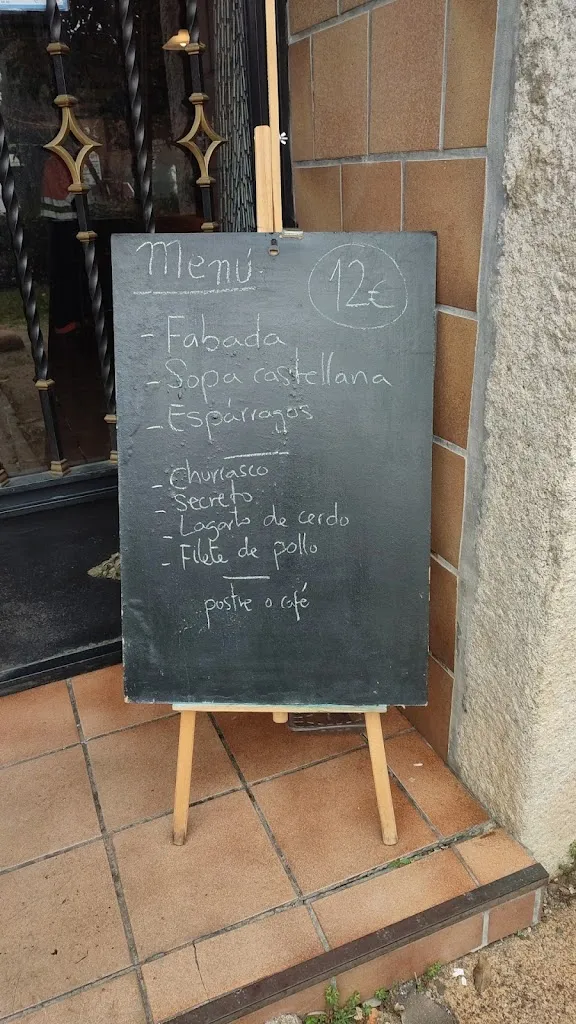 Menú
12€
- Fabada
- Sopa castellana
- Espárragos
- Churrasco
- Secreto
- Lagarto de cerdo
- Filete de pollo
postre o café